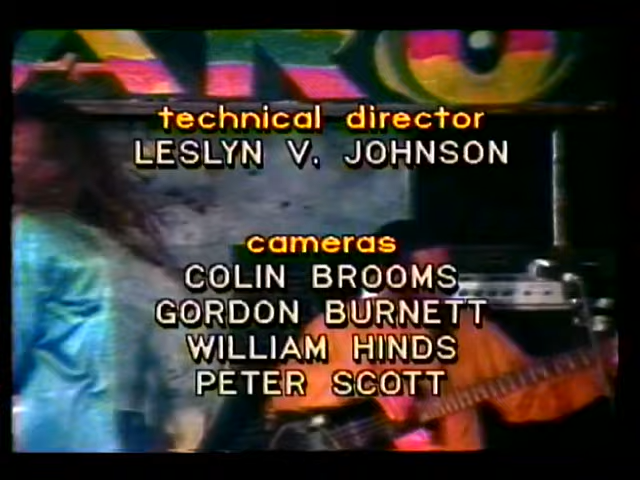 technical director
LESLYN V. JOHNSON
cameras
COLIN BROOMS
GORDON BURNETT
WILLIAM HINDS
PETER SCOTT